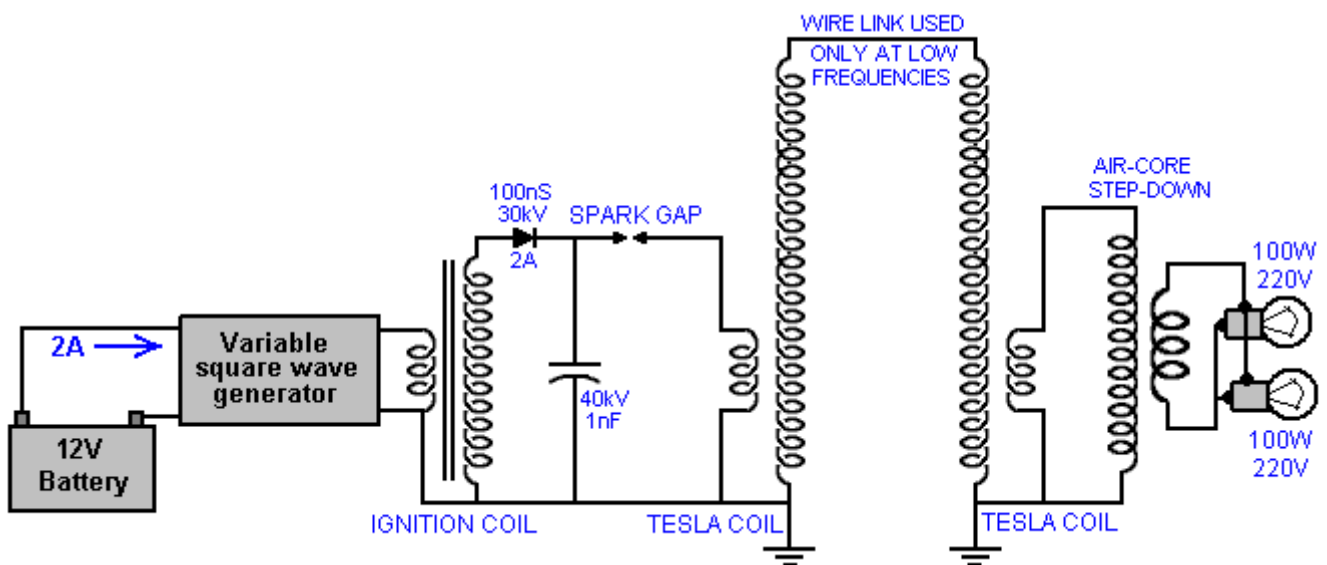 WIRE LINK USED
ONLY AT LOW
FREQUENCIES
AIR-CORE
STEP-DOWN
100nS
30kV
SPARK GAP
2A
100W
220V
2A
Variable
square wave
generator
40kV
1nF
12V
Battery
100W
220V
IGNITION COIL
TESLA COIL
TESLA COIL